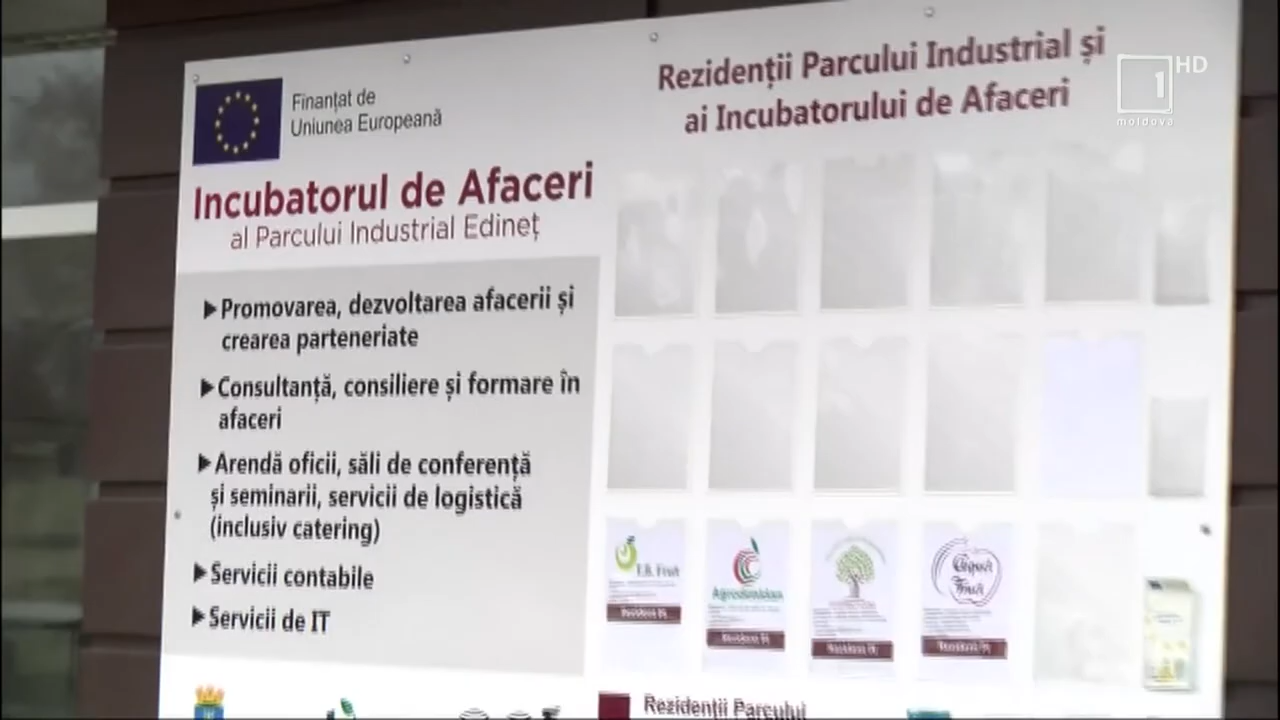 Finanțat de
Uniunea Europeană
Incubatorul de Afaceri
al Parcului Industrial Edineț
▶Promovarea, dezvoltarea afacerii și
crearea parteneriate
▶Consultanță, consiliere și formare în
afaceri
▶Arendă oficii, săli de conferență
și seminarii, servicii de logistică
(inclusiv catering)
▶Servicii contabile
▶Servicii de IT
Rezidenții Parcului Industrial și
ai Incubatorului de Afaceri
1 HD
moldova
Fruit
Fruit
Rezidenții Parcului